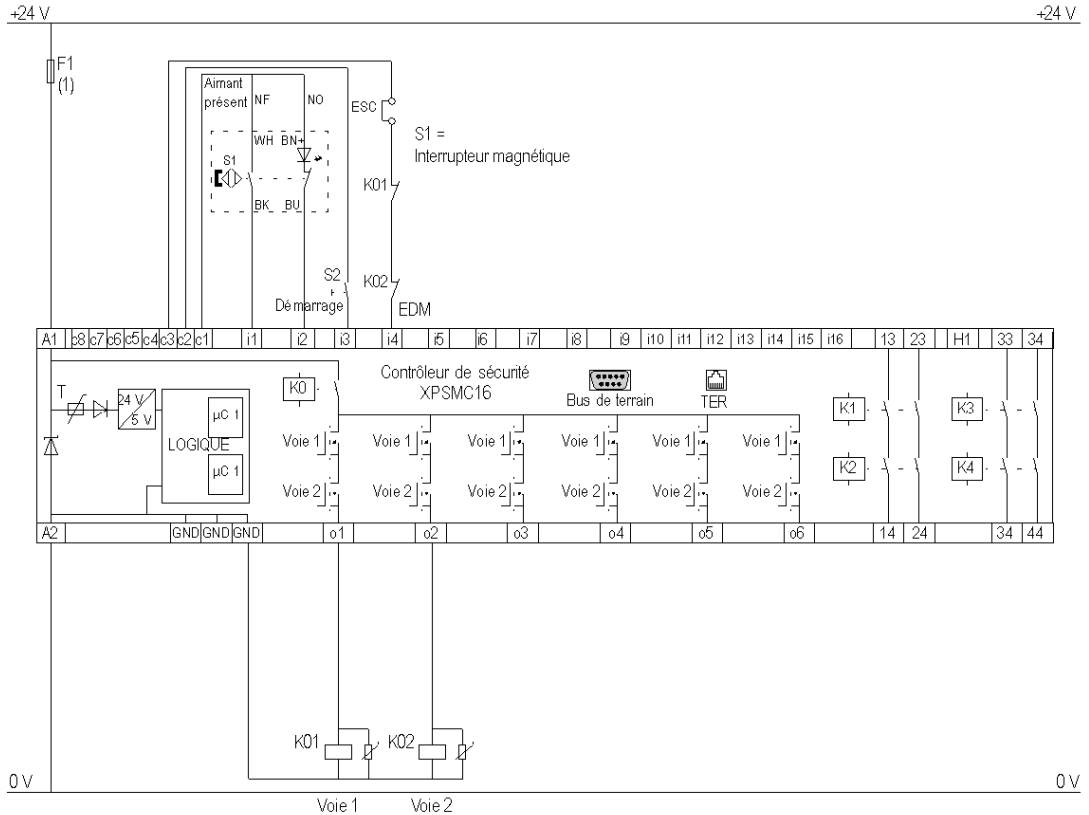 +24 V +24 V
F1
(1)
Aimant
présent NF NO
ESC
S1 =
Interrupteur magnétique
WH BN+
S1
K01
BK BU
S2 K02
Démarrage EDM
A1 c8 c7 c6 c5 c4 c3 c2 c1 i1 i2 i3 i4 i5 i6 i7 i8 i9 i10 i11 i12 i13 i14 i15 i16 13 23 H1 33 34
Contrôleur de sécurité
XPSMC16
K0
Bus de terrain TER
T 24 V
5 V
µC 1
LOGIQUE
µC 1
Voie 1 Voie 1 Voie 1 Voie 1 Voie 1 Voie 1
Voie 2 Voie 2 Voie 2 Voie 2 Voie 2 Voie 2
K1 K3
K2 K4
A2 GND GND GND o1 o2 o3 o4 o5 o6 14 24 34 44
K01 K02
0 V 0 V
Voie 1 Voie 2